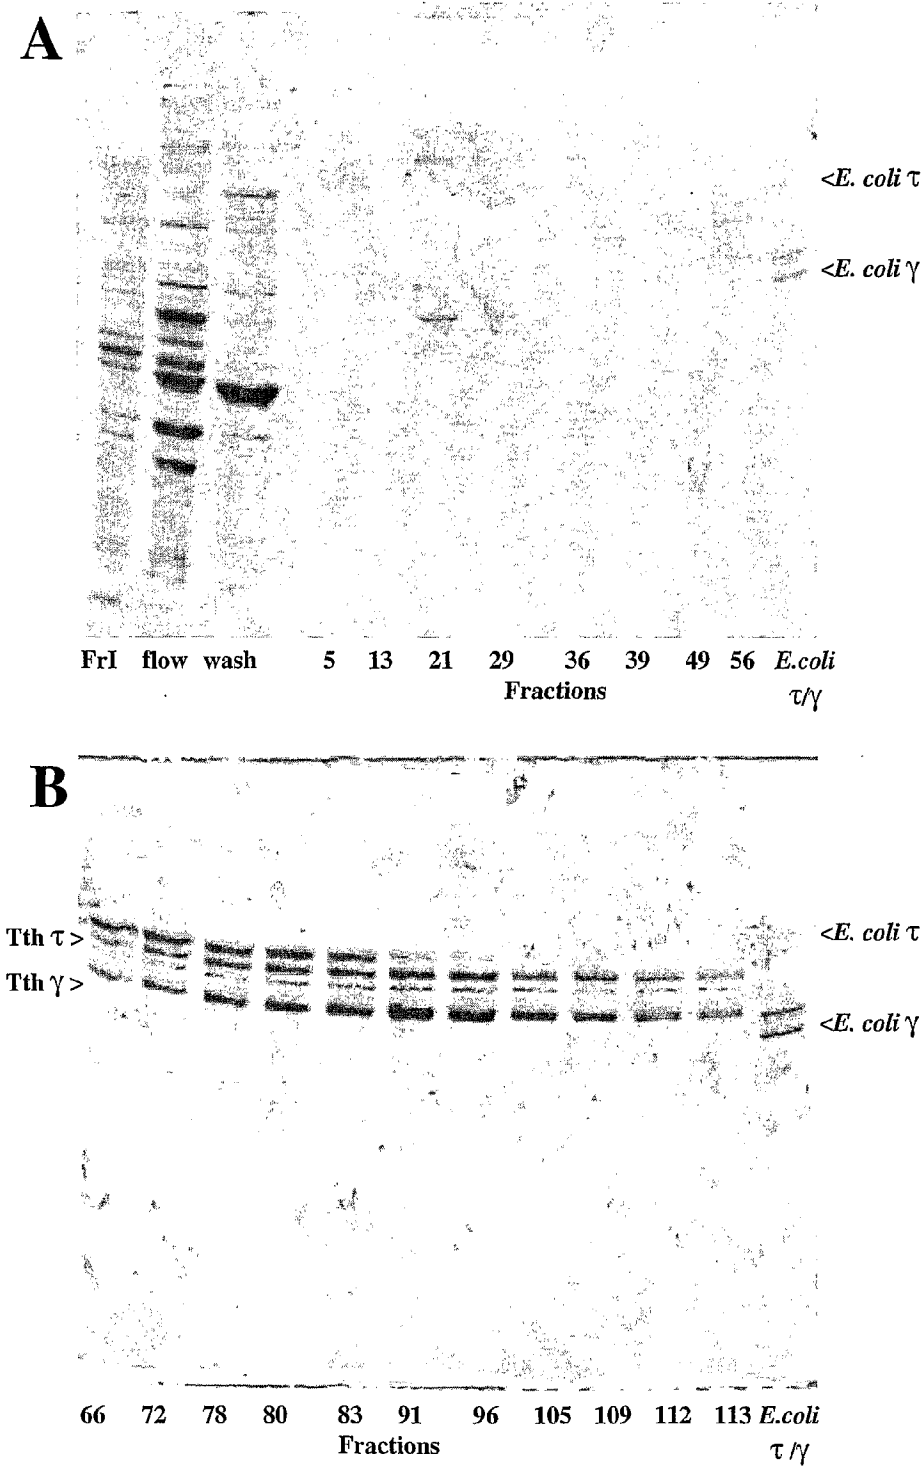 A
<E. coli τ
<E. coli γ
FrI flow wash 5 13 21 29 36 39 49 56 E.coli
Fractions τ/γ
B
Tth τ > <E. coli τ
Tth γ >
<E. coli γ
66 72 78 80 83 91 96 105 109 112 113 E.coli
Fractions τ/γ